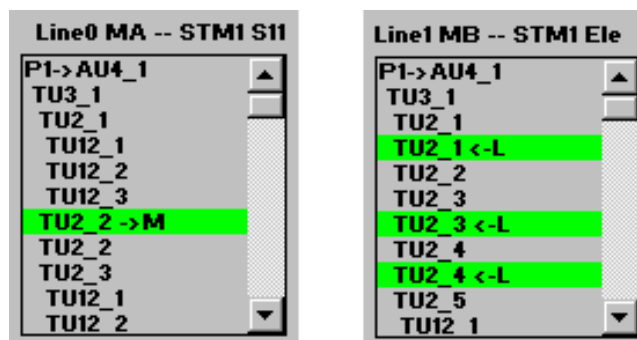 Line0 MA -- STM1 S11
P1->AU4_1
TU3_1
TU2_1
TU12_1
TU12_2
TU12_3
TU2_2 ->M
TU2_2
TU2_3
TU12_1
TU12_2
Line1 MB -- STM1 Ele
P1->AU4_1
TU3_1
TU2_1
TU2_1 <-L
TU2_2
TU2_3
TU2_3 <-L
TU2_4
TU2_4 <-L
TU2_5
TU12_1